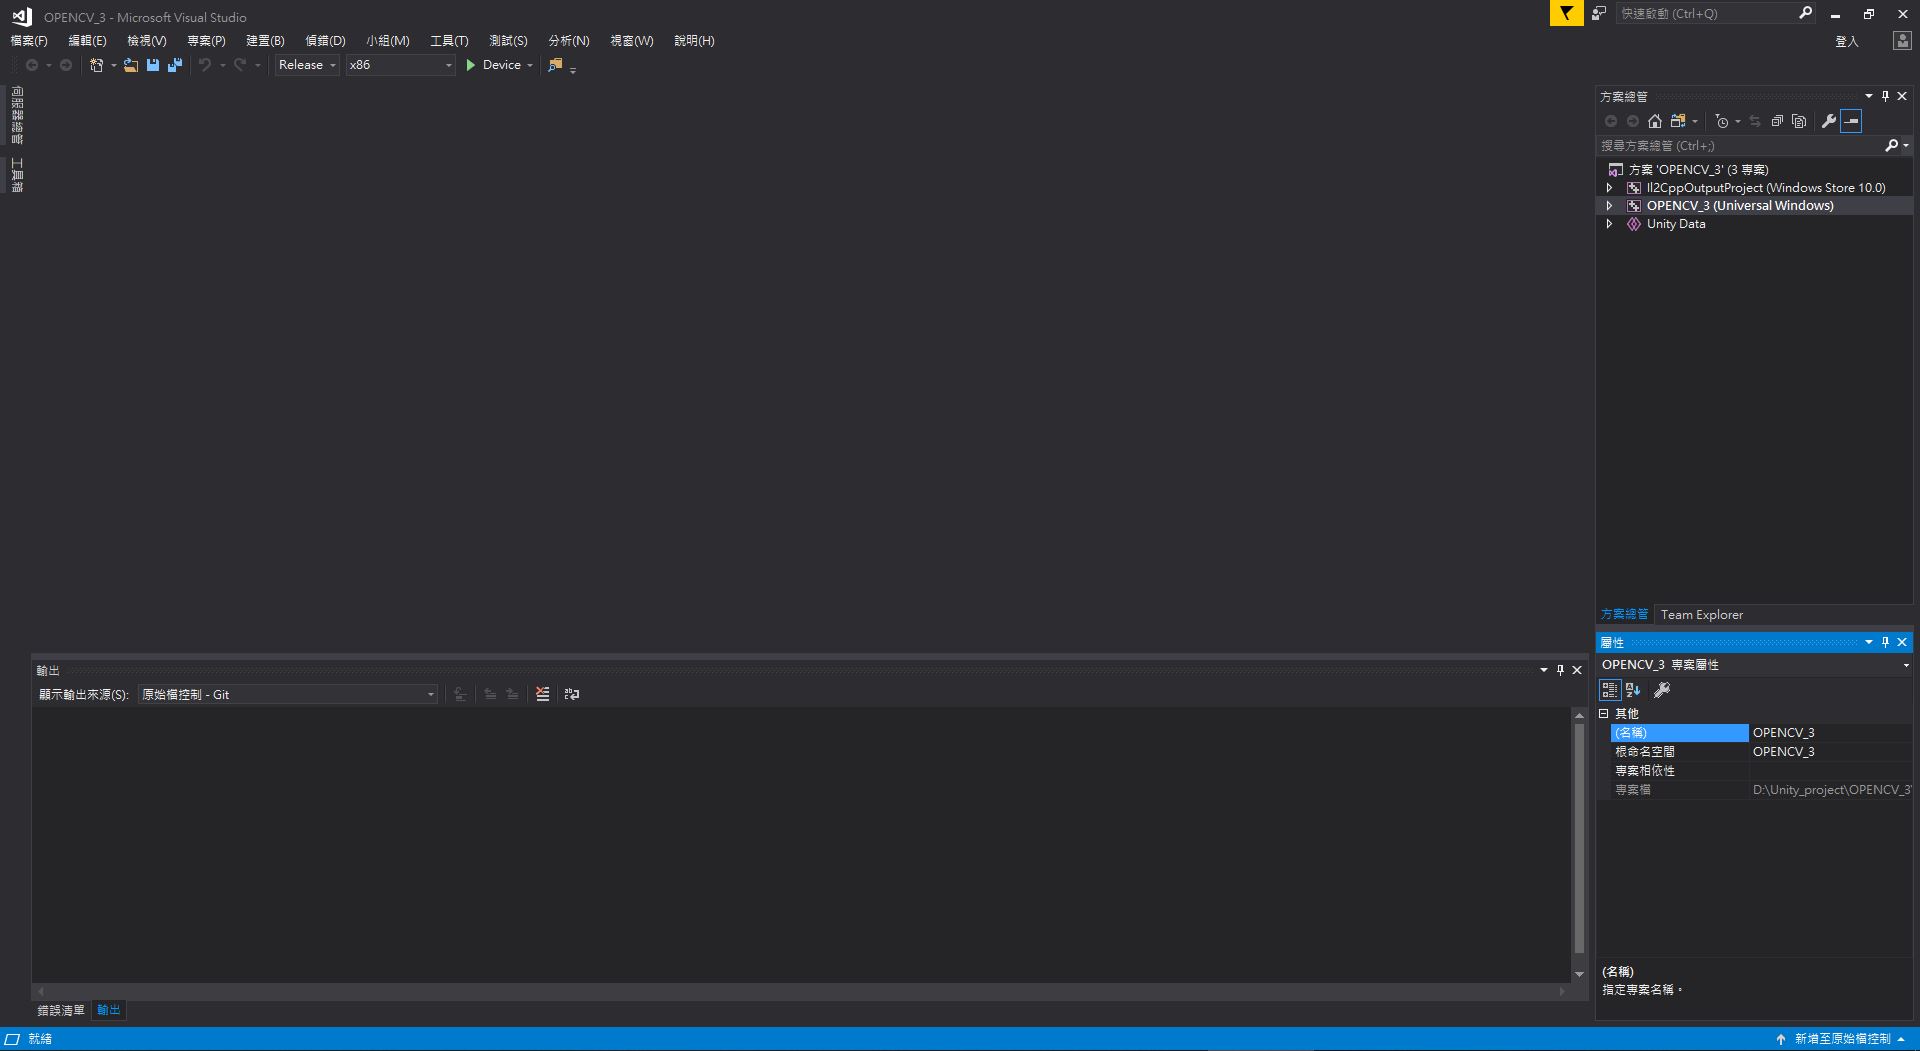 OPENCV_3 - Microsoft Visual Studio
快速啟動 (Ctrl+Q)
檔案(F) 編輯(E) 檢視(V) 專案(P) 建置(B) 偵錯(D) 小組(M) 工具(T) 測試(S) 分析(N) 視窗(W) 說明(H)
登入
Release x86 Device
伺服器總管
工具箱
方案總管
搜尋方案總管 (Ctrl+;)
方案 'OPENCV_3' (3 專案)
Il2CppOutputProject (Windows Store 10.0)
OPENCV_3 (Universal Windows)
Unity Data
方案總管 Team Explorer
屬性
OPENCV_3 專案屬性
其他
(名稱) OPENCV_3
根命名空間 OPENCV_3
專案相依性
專案檔 D:\Unity_project\OPENCV_3\
(名稱)
指定專案名稱。
輸出
顯示輸出來源(S): 原始檔控制 - Git
錯誤清單 輸出
就緒
新增至原始檔控制